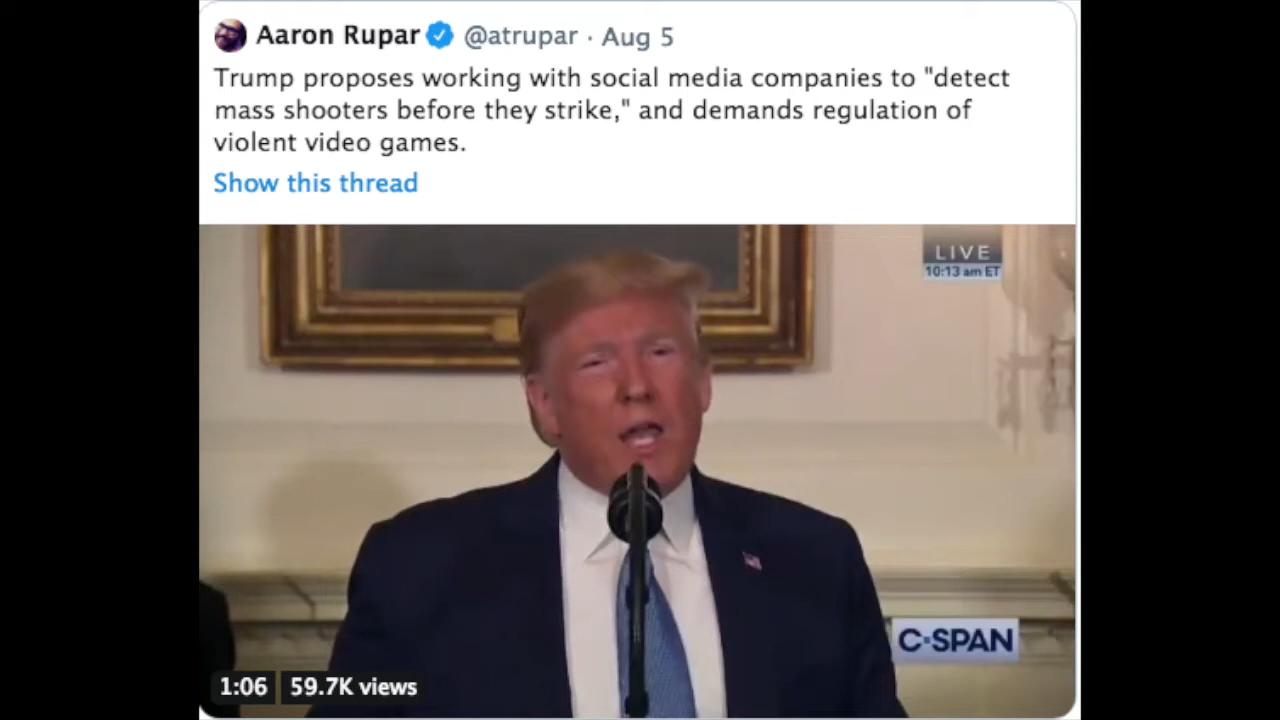 Aaron Rupar @atrupar · Aug 5
Trump proposes working with social media companies to "detect
mass shooters before they strike," and demands regulation of
violent video games.
Show this thread
LIVE
10:13 am ET
C-SPAN
1:06 59.7K views